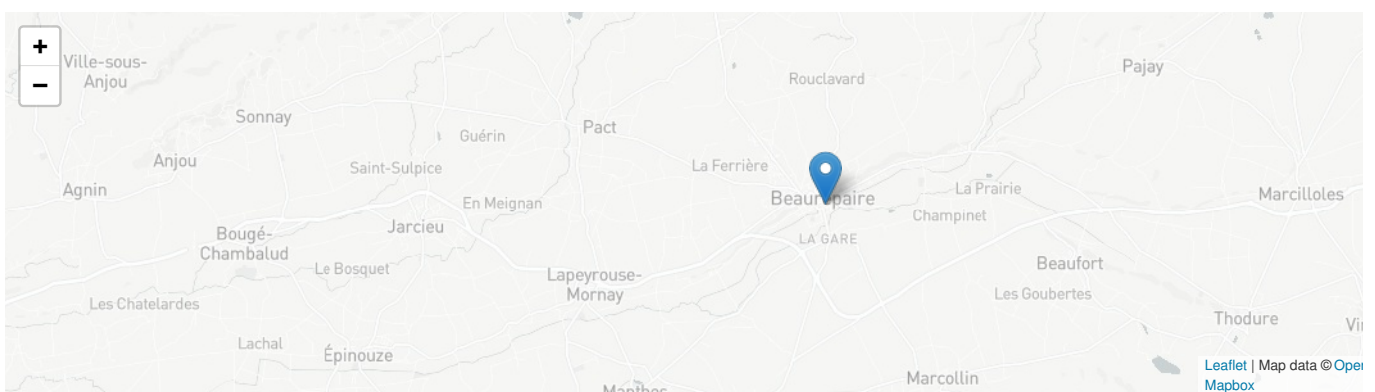 +
−
Ville-sous-
Anjou
Pajay
Rouclavard
Sonnay
Guérin
Pact
Anjou
Saint-Sulpice
La Ferrière
Agnin
En Meignan
Beaurepaire
La Prairie
Marcilloles
Champinet
Jarcieu
Bougé-
Chambalud
LA GARE
Le Bosquet
Beaufort
Lapeyrouse-
Mornay
Les Goubertes
Les Chatelardes
Thodure
Lachal
Épinouze
Marcollin
Leaflet | Map data © Ope
Mapbox